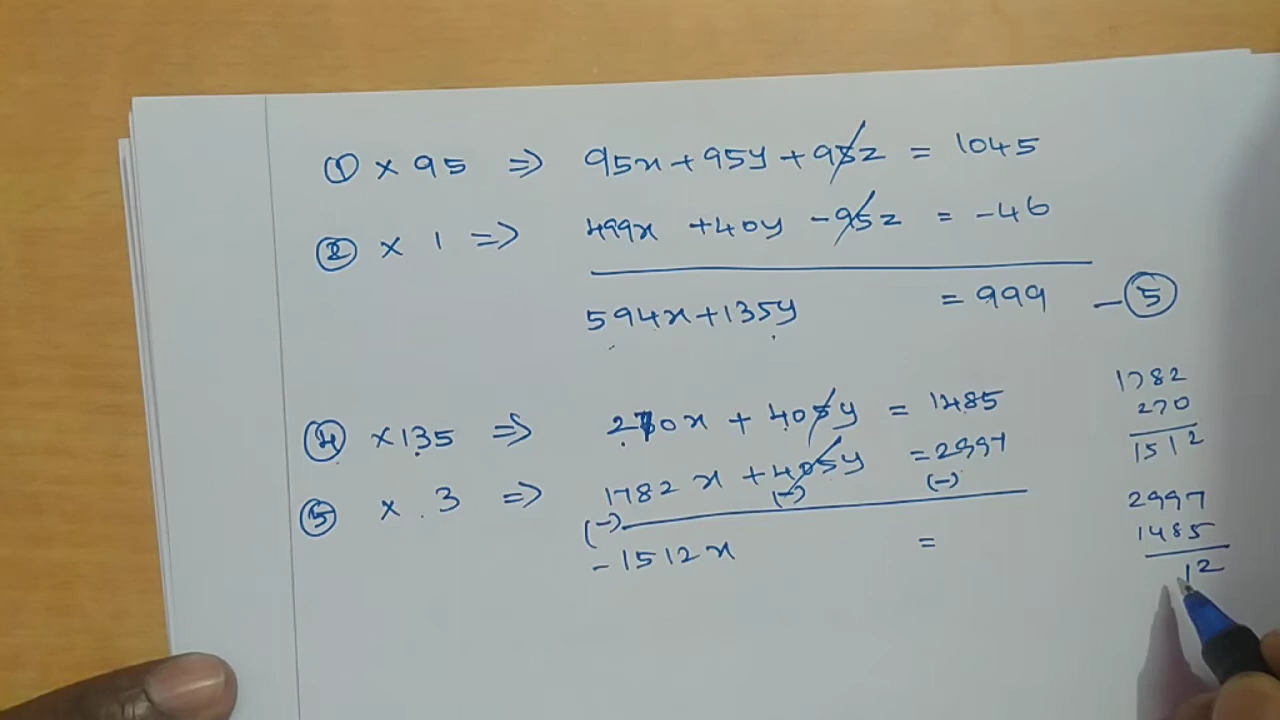 ① × 95 ⇒ 95x + 95y + 95z = 1045
② × 1 ⇒ 499x + 40y - 95z = -46
594x + 135y = 999 - ⑤
④ × 135 ⇒ 270x + 405y = 1485
⑤ × 3 ⇒ 1782x + 405y = 2997
(-) (-) (-)
-1512x =
1782
270
1512
2997
1485
12